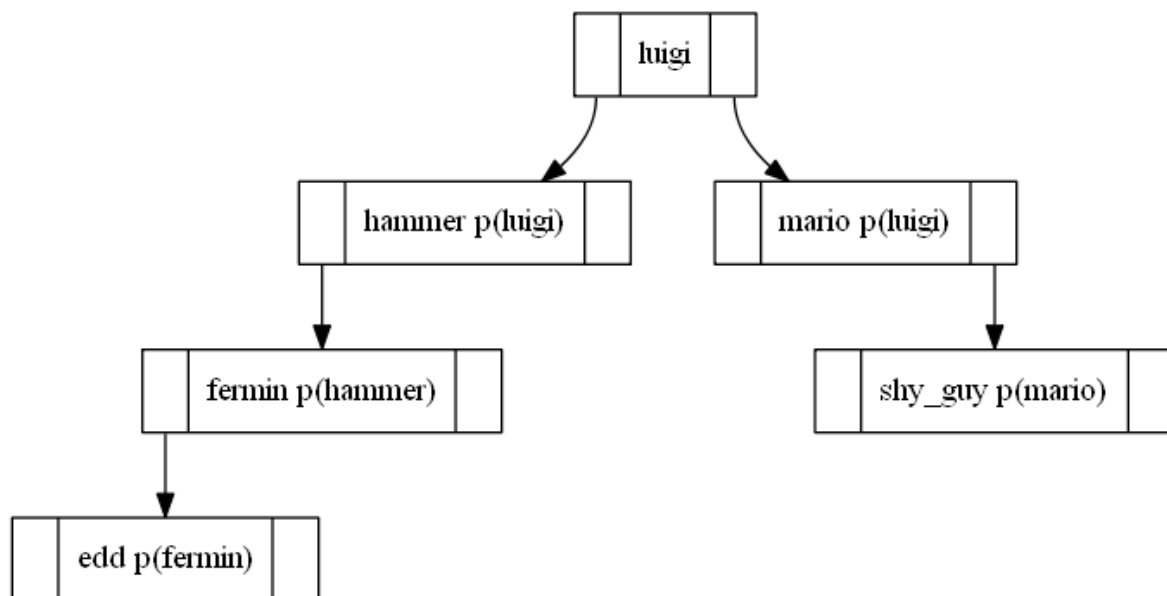 luigi
hammer p(luigi)
mario p(luigi)
fermin p(hammer)
shy_guy p(mario)
edd p(fermin)